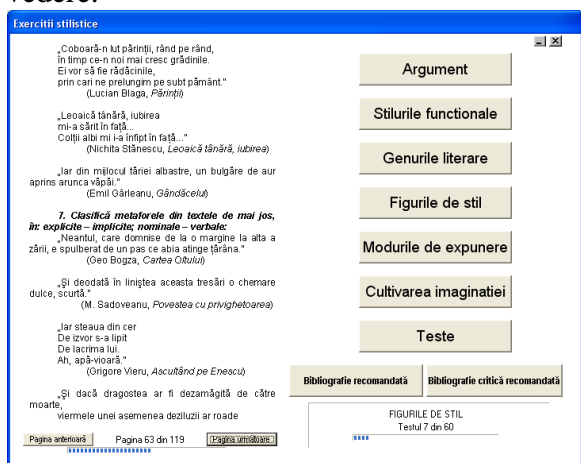 vedere.
Exercitii stilistice
„Coboară-n lut părinții, rând pe rând,
în timp ce-n noi mai cresc grădinile.
Ei vor să fie rădăcinile,
prin cari ne prelungim pe subt pământ."
(Lucian Blaga, Părinții)
„Leoaică tânără, iubirea
mi-a sărit în față...
Colții albi mi i-a înfipt în față..."
(Nichita Stănescu, Leoaică tânără, iubirea)
„Iar din mijlocul tăriei albastre, un bulgăre de aur
aprins arunca văpăi."
(Emil Gârleanu, Gândăcelul)
7. Clasifică metaforele din textele de mai jos,
în: explicite – implicite; nominale – verbale:
„Neantul, care domnise de la o margine la alta a
zării, e spulberat de un pas ce abia atinge țărâna."
(Geo Bogza, Cartea Oltului)
„Și deodată în liniștea aceasta tresări o chemare
dulce, scurtă."
(M. Sadoveanu, Povestea cu privighetoarea)
„Iar steaua din cer
De izvor s-a lipit
De lacrima lui.
Ah, apă-vioară."
(Grigore Vieru, Ascultând pe Enescu)
„Și dacă dragostea ar fi dezamăgită de către
moarte,
viermele unei asemenea deziluzii ar roade
Pagina anterioară
Pagina 63 din 119
Pagina următoare
Argument
Stilurile functionale
Genurile literare
Figurile de stil
Modurile de expunere
Cultivarea imaginatiei
Teste
Bibliografie recomandată
Bibliografie critică recomandată
FIGURILE DE STIL
Testul 7 din 60